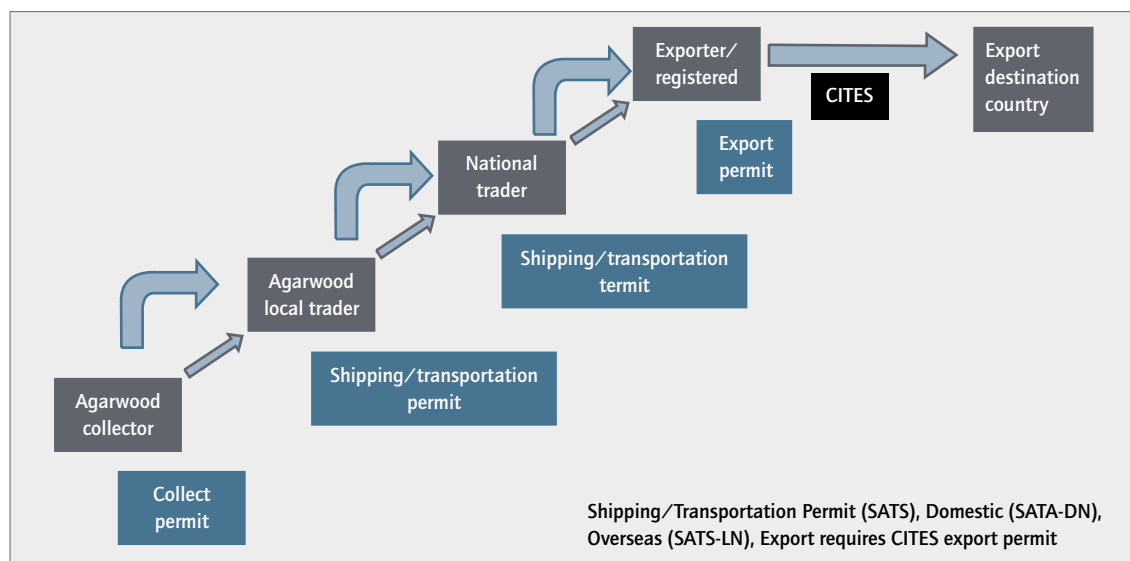 Exporter/
registered
Export
destination
country
CITES
Export
permit
National
trader
Shipping/transportation
termit
Agarwood
local trader
Shipping/transportation
permit
Agarwood
collector
Collect
permit
Shipping/Transportation Permit (SATS), Domestic (SATA-DN),
Overseas (SATS-LN), Export requires CITES export permit